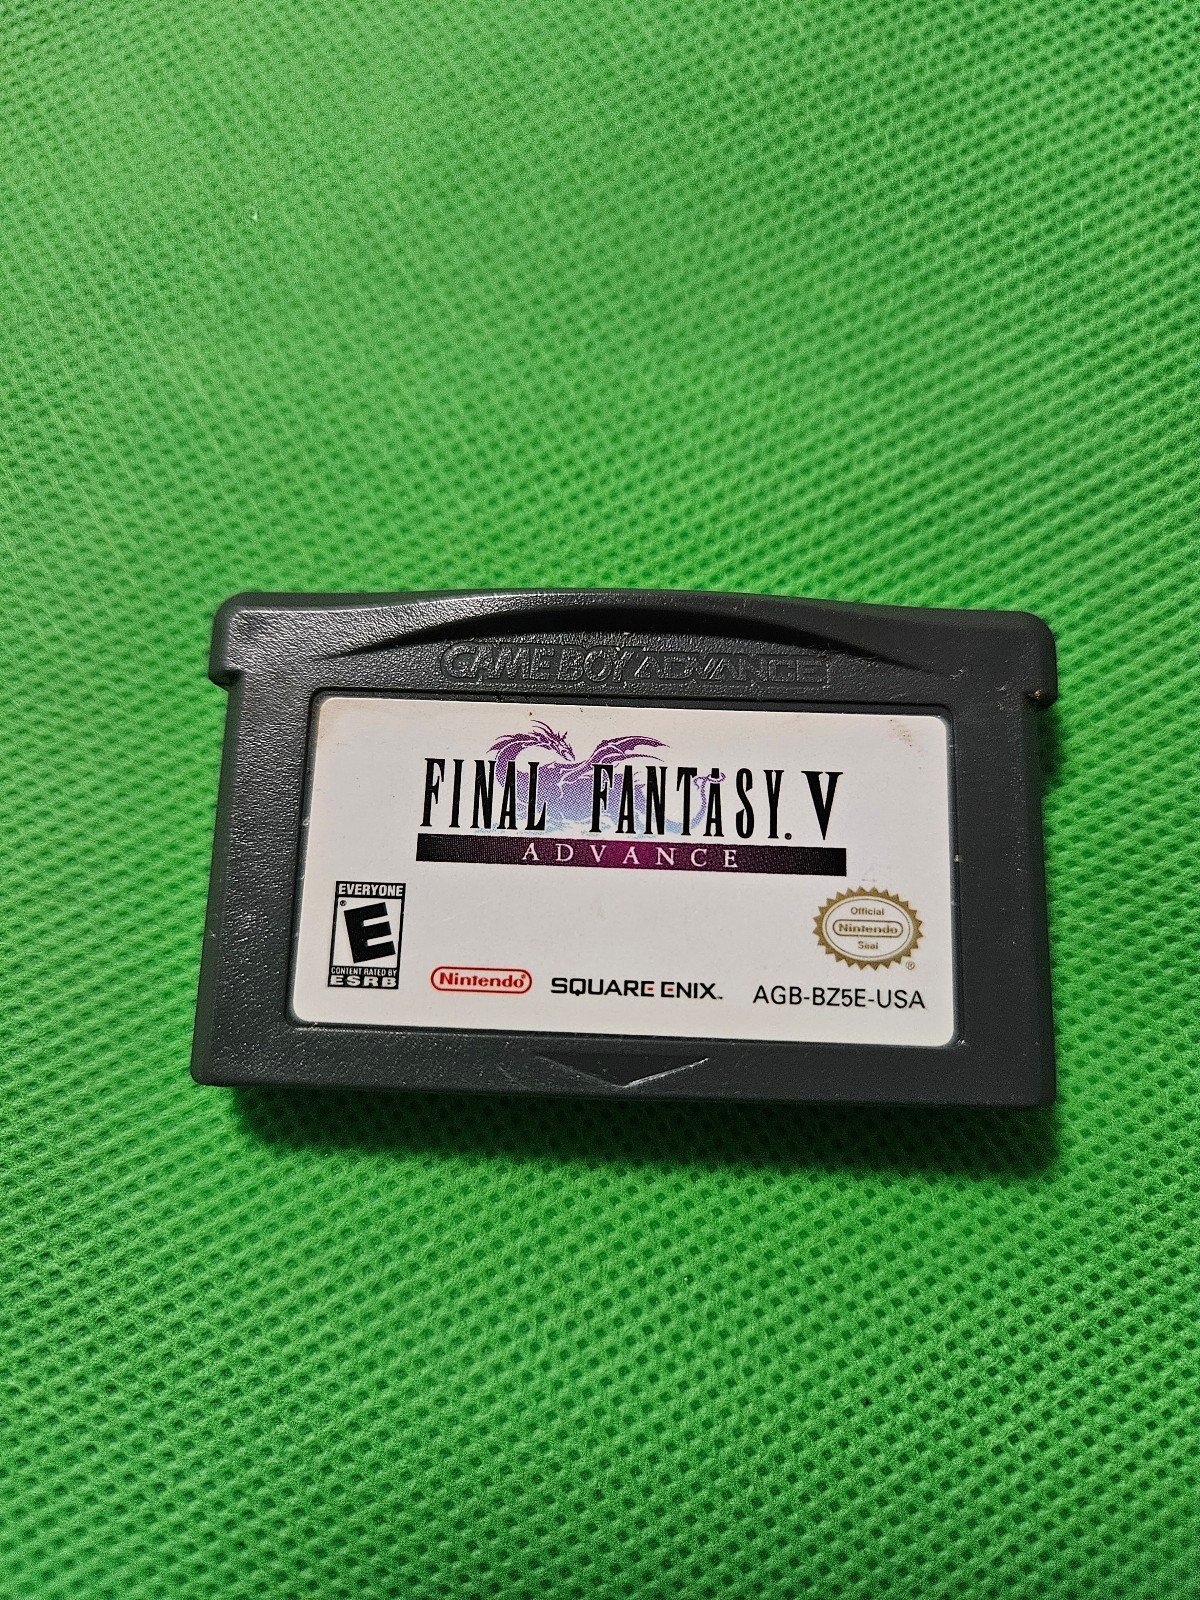 GAME BOY ADVANCE
FINAL FANTASY. V
ADVANCE
EVERYONE
E®
CONTENT RATED BY
ESRB
Nintendo®
SQUARE ENIX™
Official
Nintendo
Seal
®
AGB-BZ5E-USA